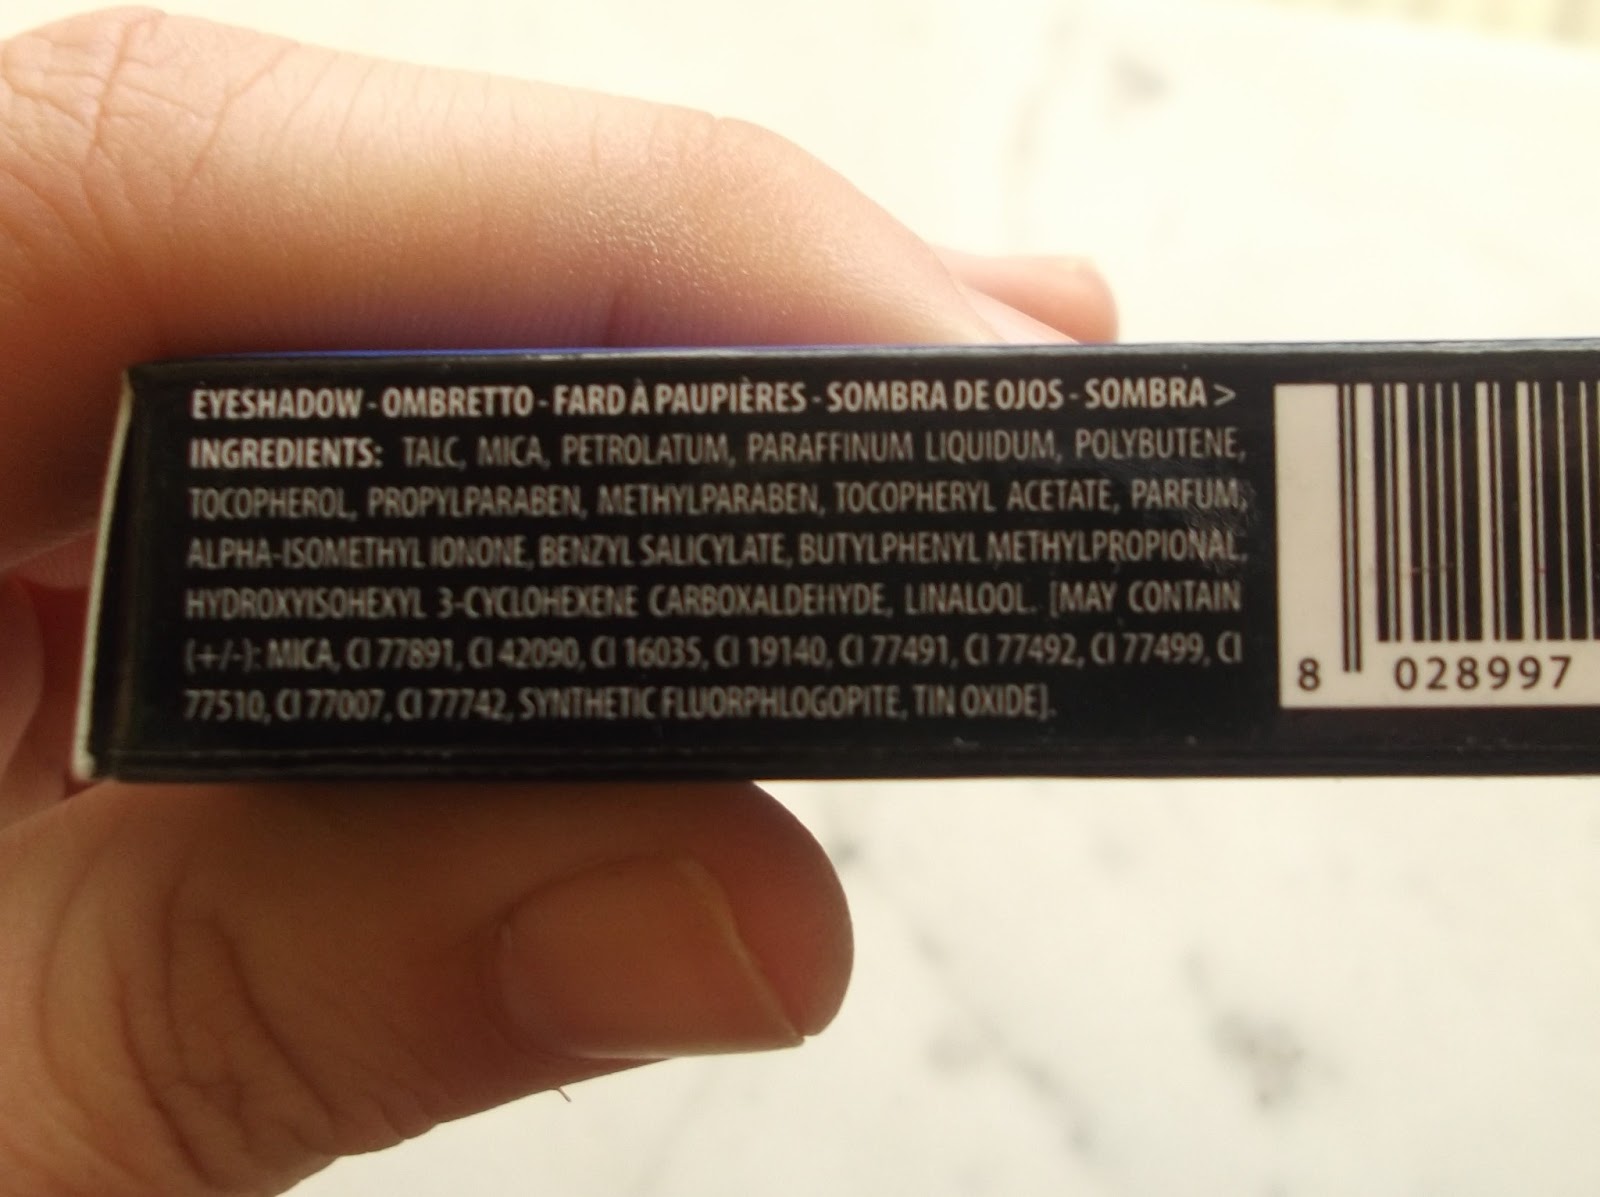 EYESHADOW - OMBRETTO - FARD À PAUPIÈRES - SOMBRA DE OJOS - SOMBRA >
INGREDIENTS: TALC, MICA, PETROLATUM, PARAFFINUM LIQUIDUM, POLYBUTENE,
TOCOPHEROL, PROPYLPARABEN, METHYLPARABEN, TOCOPHERYL ACETATE, PARFUM,
ALPHA-ISOMETHYL IONONE, BENZYL SALICYLATE, BUTYLPHENYL METHYLPROPIONAL,
HYDROXYISOHEXYL 3-CYCLOHEXENE CARBOXALDEHYDE, LINALOOL. [MAY CONTAIN
(+/-): MICA, CI 77891, CI 42090, CI 16035, CI 19140, CI 77491, CI 77492, CI 77499, CI
77510, CI 77007, CI 77742, SYNTHETIC FLUORPHLOGOPITE, TIN OXIDE].
8 028997